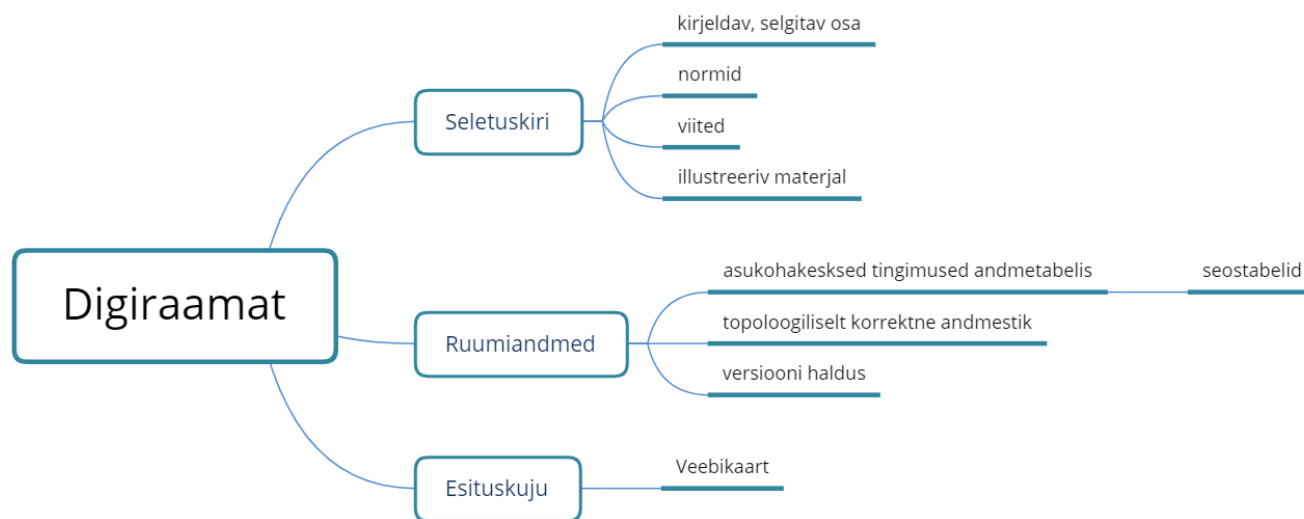 Digiraamat
Seletuskiri
kirjeldav, selgitav osa
normid
viited
illustreeriv materjal
Ruumiandmed
asukohakesksed tingimused andmetabelis
seostabelid
topoloogiliselt korrektne andmestik
versiooni haldus
Esituskuju
Veebikaart